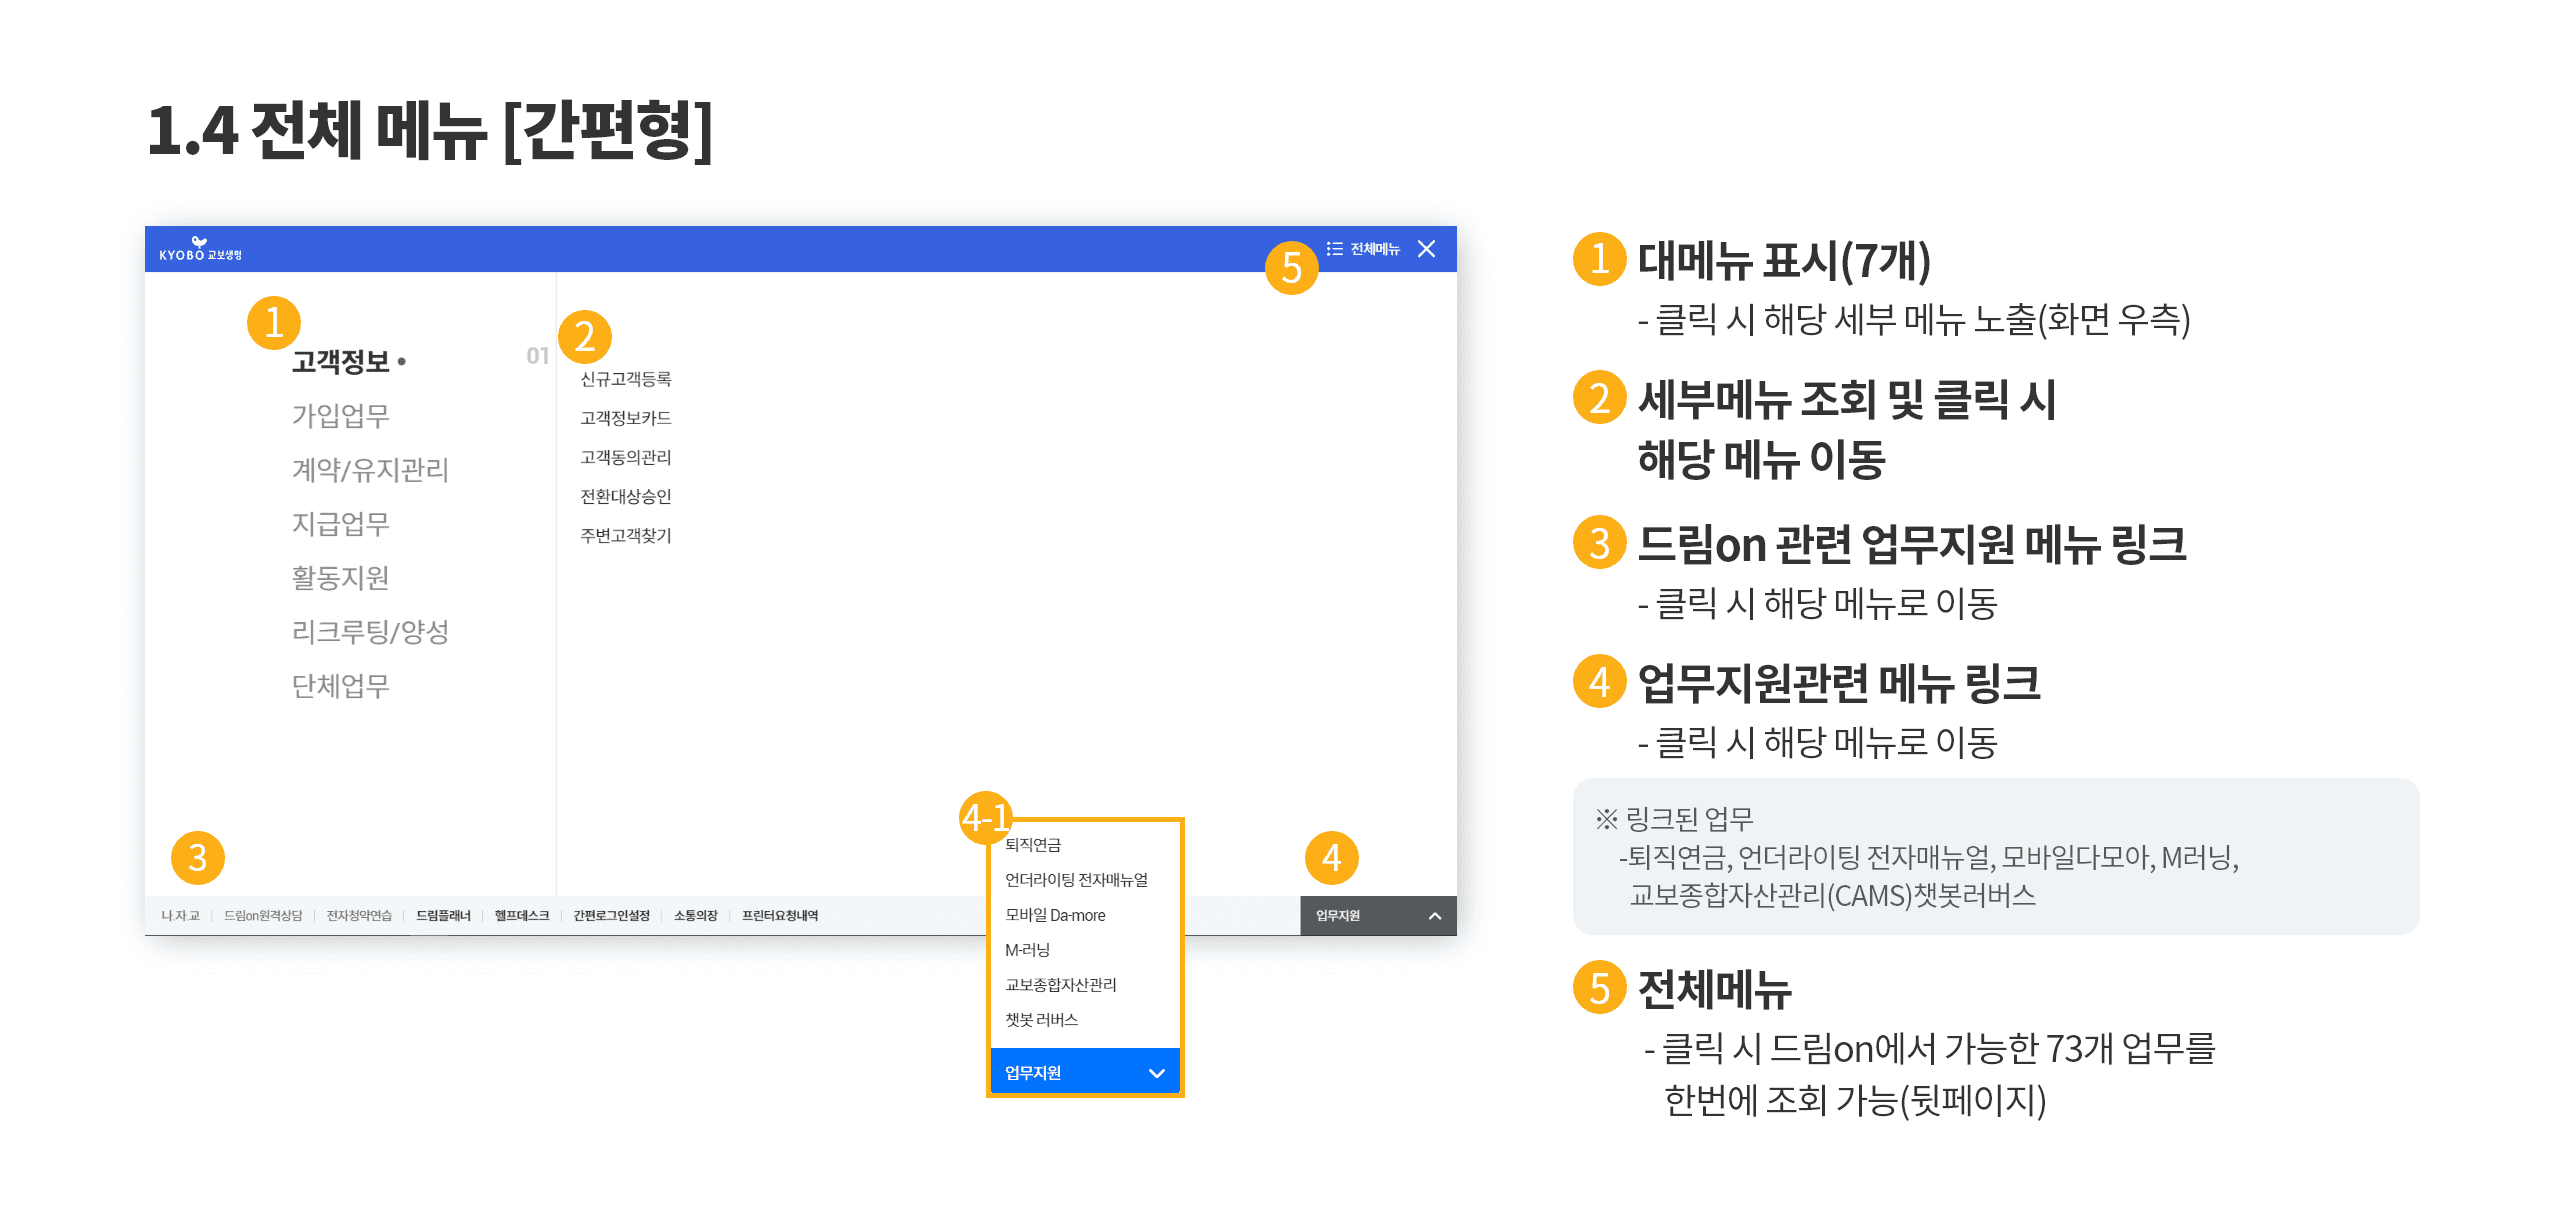 1.4 전체 메뉴 [간편형]
KYOBO 교보생명
5
전체메뉴
1
고객정보
01
가입업무
계약/유지관리
지급업무
활동지원
리크루팅/양성
단체업무
2
신규고객등록
고객정보카드
고객동의관리
전환대상승인
주변고객찾기
3
나.자.교 | 드림on원격상담 | 전자청약연습 | 드림플래너 | 헬프데스크 | 간편로그인설정 | 소통의장 | 프린터요청내역
4-1
퇴직연금
언더라이팅 전자매뉴얼
모바일 Da-more
M-러닝
교보종합자산관리
챗봇 러버스
업무지원
4
업무지원
1 대메뉴 표시(7개)
- 클릭 시 해당 세부 메뉴 노출(화면 우측)
2 세부메뉴 조회 및 클릭 시
해당 메뉴 이동
3 드림on 관련 업무지원 메뉴 링크
- 클릭 시 해당 메뉴로 이동
4 업무지원관련 메뉴 링크
- 클릭 시 해당 메뉴로 이동
※ 링크된 업무
-퇴직연금, 언더라이팅 전자매뉴얼, 모바일다모아, M러닝,
교보종합자산관리(CAMS)챗봇러버스
5 전체메뉴
- 클릭 시 드림on에서 가능한 73개 업무를
한번에 조회 가능(뒷페이지)